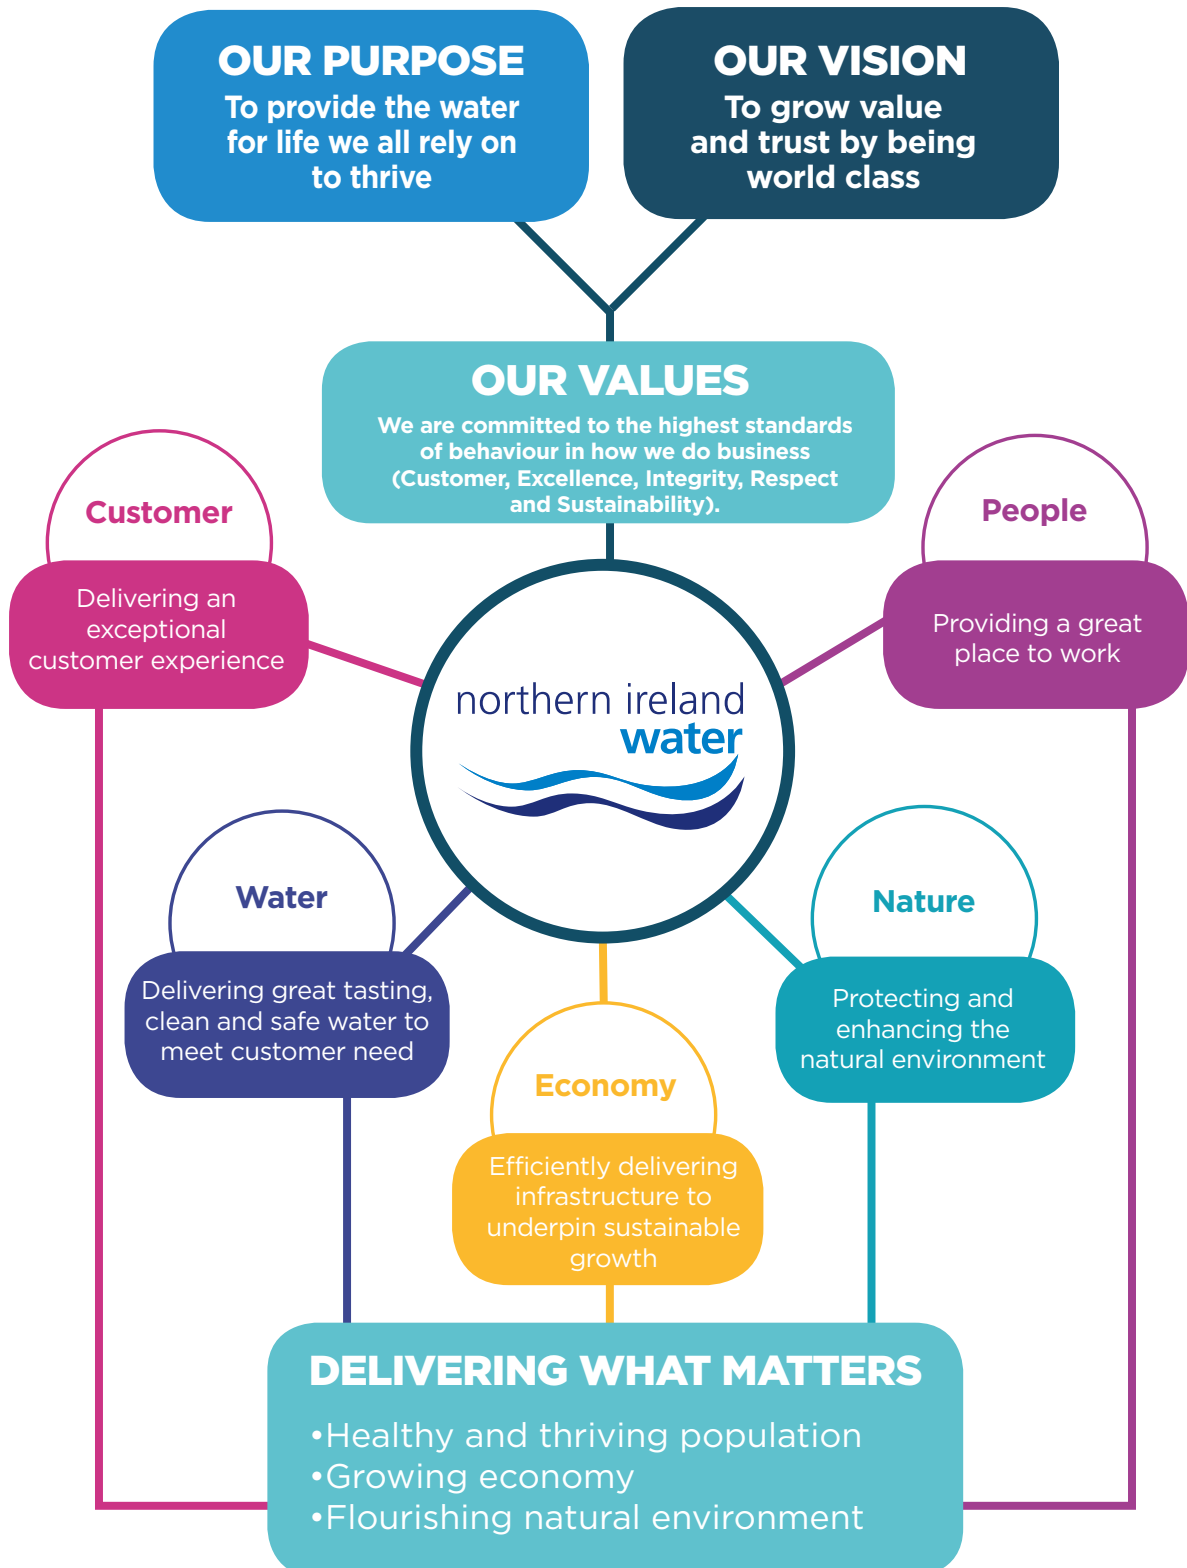 OUR PURPOSE
To provide the water
for life we all rely on
to thrive
OUR VISION
To grow value
and trust by being
world class
OUR VALUES
We are committed to the highest standards
of behaviour in how we do business
(Customer, Excellence, Integrity, Respect
and Sustainability).
Customer
Delivering an
exceptional
customer experience
People
Providing a great
place to work
northern ireland
water
Water
Delivering great tasting,
clean and safe water to
meet customer need
Nature
Protecting and
enhancing the
natural environment
Economy
Efficiently delivering
infrastructure to
underpin sustainable
growth
DELIVERING WHAT MATTERS
•Healthy and thriving population
•Growing economy
•Flourishing natural environment